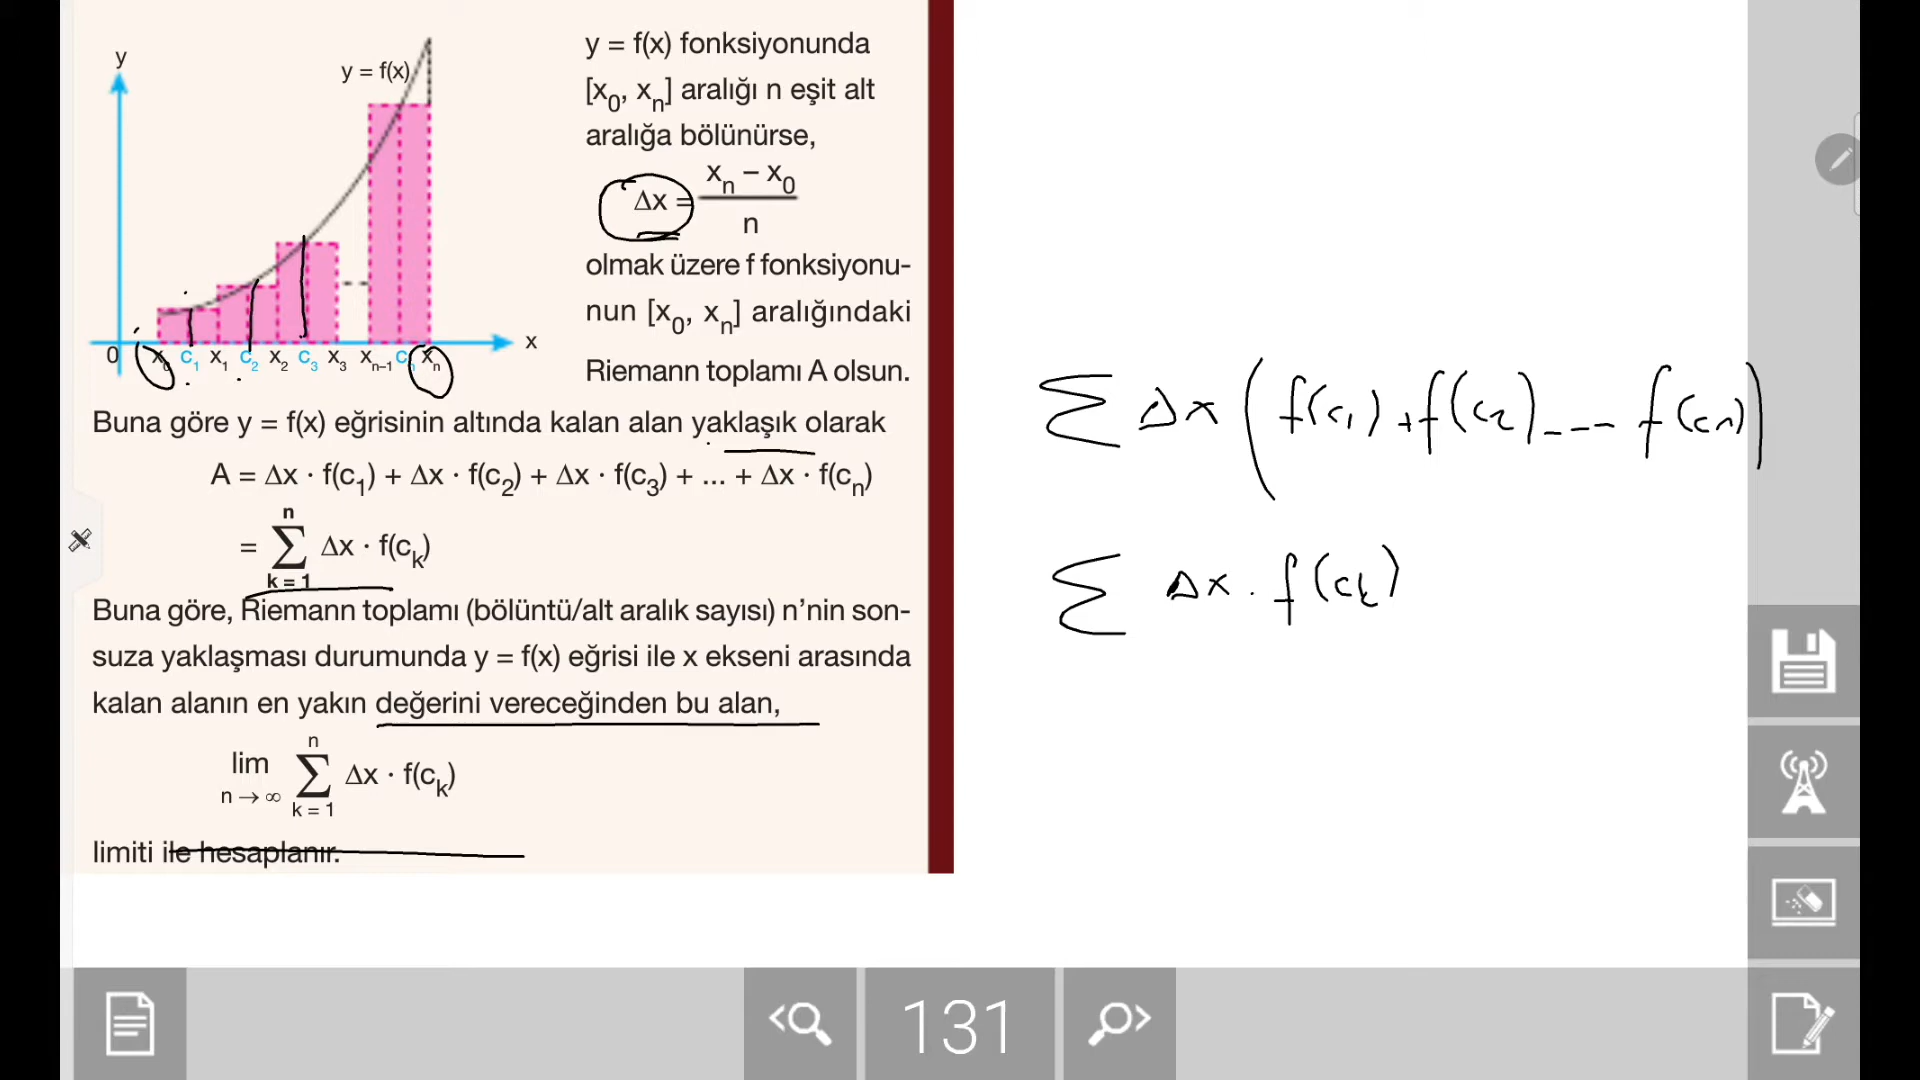 y
y = f(x)
0 x₀ c₁ x₁ c₂ x₂ c₃ x₃ xₙ₋₁ cₙ xₙ
x
y = f(x) fonksiyonunda
[x₀, xₙ] aralığı n eşit alt
aralığa bölünürse,
Δx = (xₙ − x₀) / n
olmak üzere f fonksiyonu-
nun [x₀, xₙ] aralığındaki
Riemann toplamı A olsun.
Buna göre y = f(x) eğrisinin altında kalan alan yaklaşık olarak
A = Δx · f(c₁) + Δx · f(c₂) + Δx · f(c₃) + ... + Δx · f(cₙ)
n
= Σ Δx · f(cₖ)
k = 1
Buna göre, Riemann toplamı (bölüntü/alt aralık sayısı) n’nin son-
suza yaklaşması durumunda y = f(x) eğrisi ile x ekseni arasında
kalan alanın en yakın değerini vereceğinden bu alan,
n
lim Σ Δx · f(cₖ)
n → ∞ k = 1
limiti ile hesaplanır.
Σ Δx (f(c₁) + f(c₂) --- f(cn))
Σ Δx . f(ck)
131